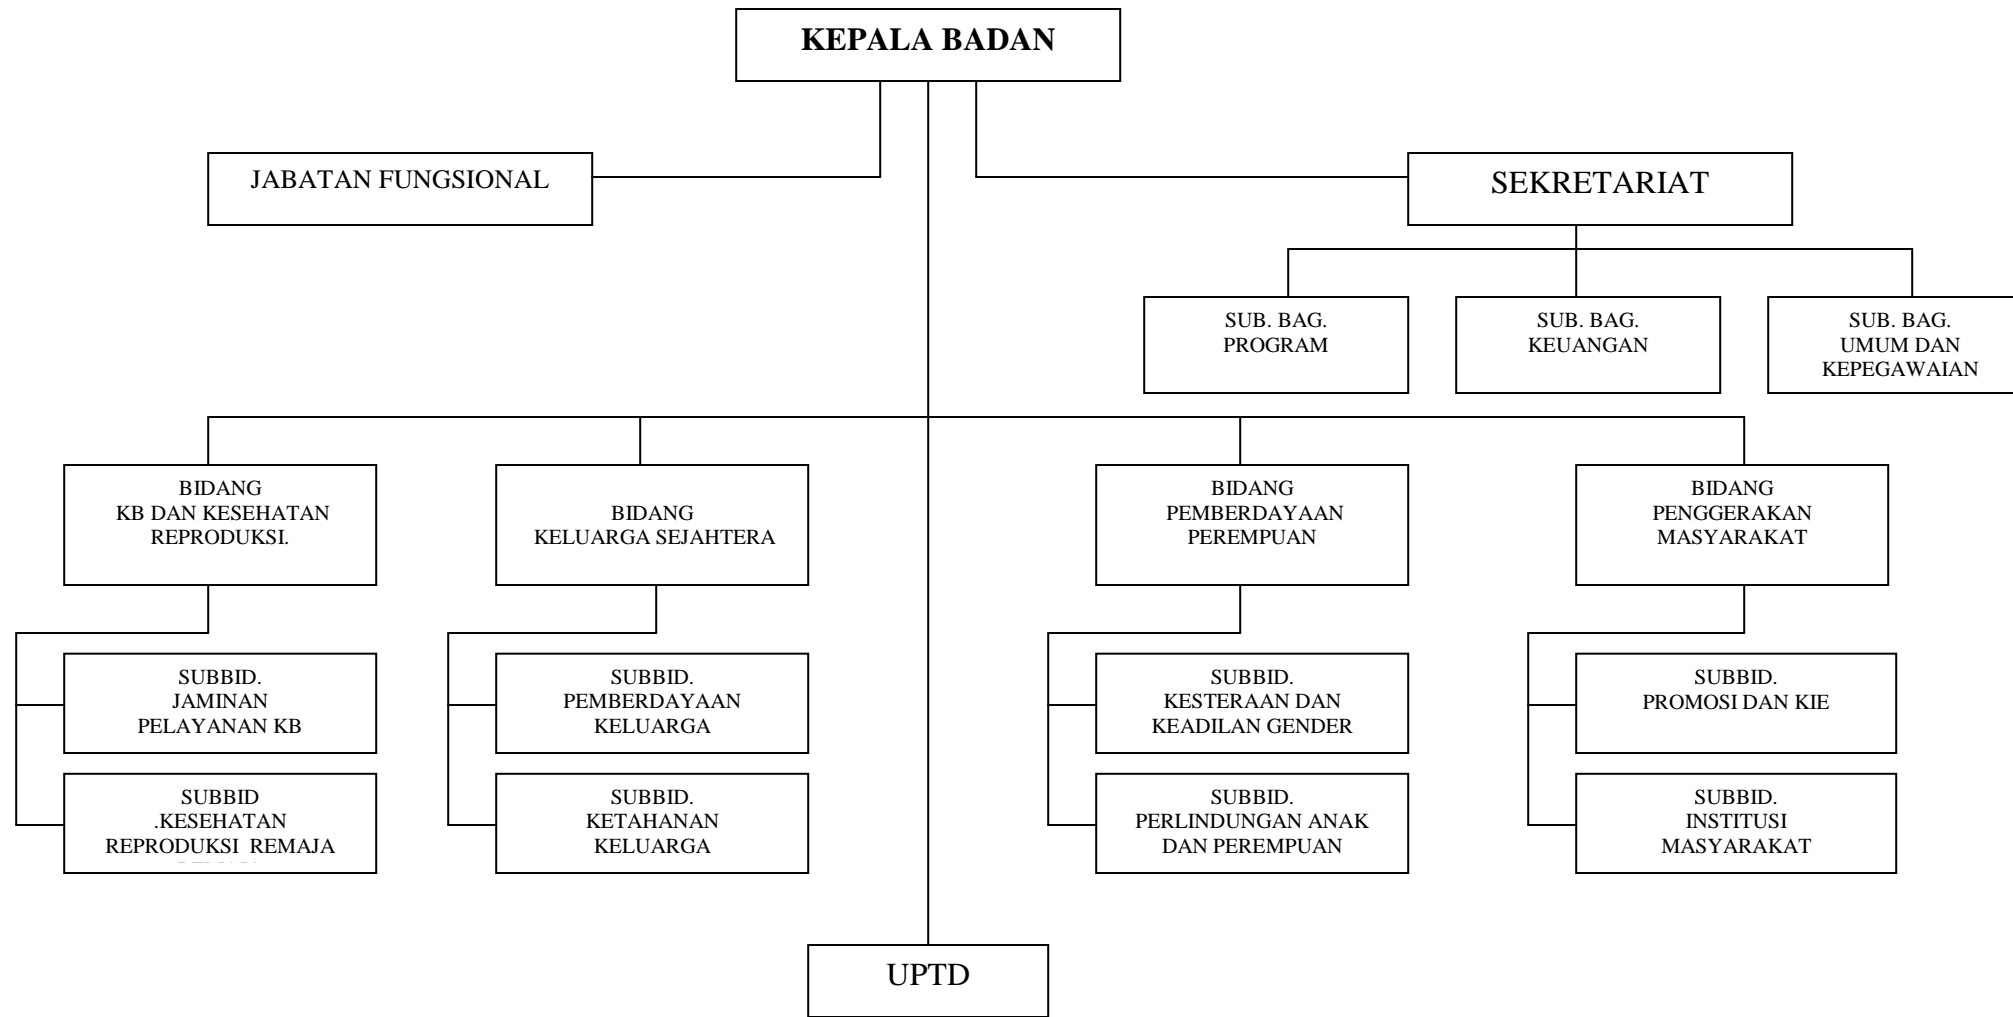 KEPALA BADAN
JABATAN FUNGSIONAL
SEKRETARIAT
SUB. BAG.
PROGRAM
SUB. BAG.
KEUANGAN
SUB. BAG.
UMUM DAN
KEPEGAWAIAN
BIDANG
KB DAN KESEHATAN
REPRODUKSI.
BIDANG
KELUARGA SEJAHTERA
BIDANG
PEMBERDAYAAN
PEREMPUAN
BIDANG
PENGGERAKAN
MASYARAKAT
SUBBID.
JAMINAN
PELAYANAN KB
SUBBID.
PEMBERDAYAAN
KELUARGA
SUBBID.
KESTERAAN DAN
KEADILAN GENDER
SUBBID.
PROMOSI DAN KIE
SUBBID
.KESEHATAN
REPRODUKSI  REMAJA
SUBBID.
KETAHANAN
KELUARGA
SUBBID.
PERLINDUNGAN ANAK
DAN PEREMPUAN
SUBBID.
INSTITUSI
MASYARAKAT
UPTD